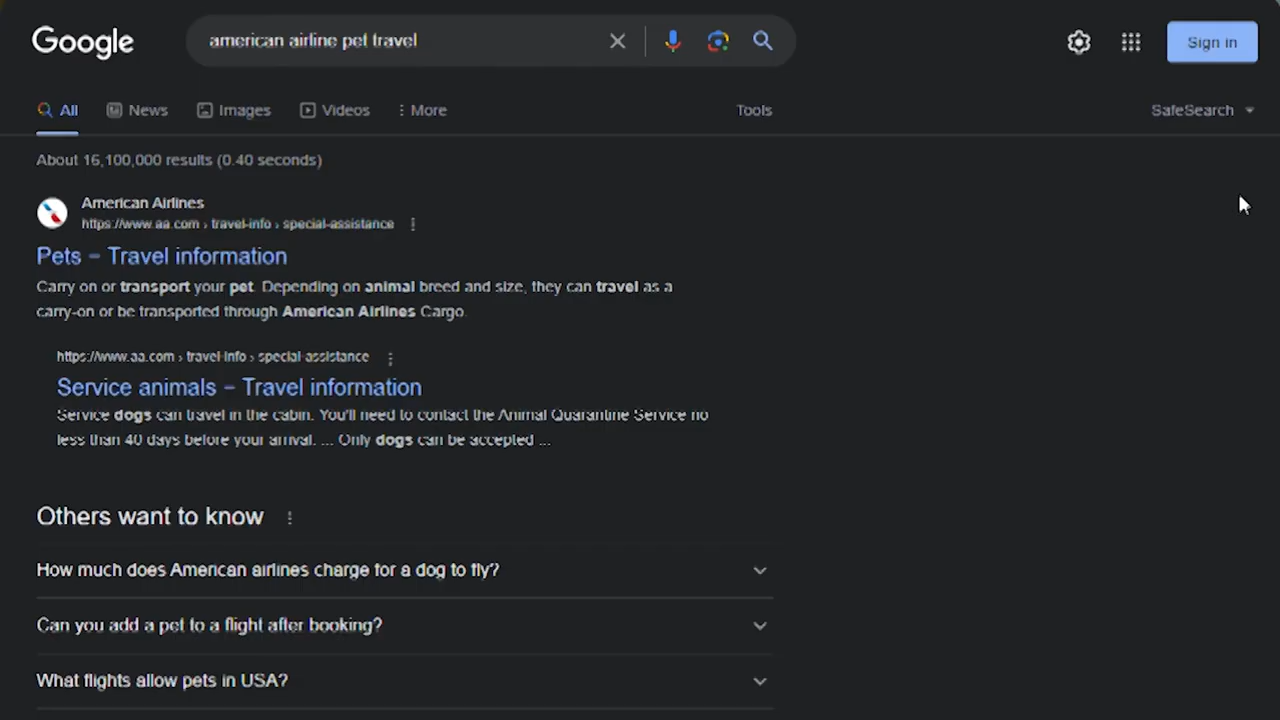 Google
american airline pet travel
Sign in
All
News
Images
Videos
More
Tools
SafeSearch
About 16,100,000 results (0.40 seconds)
American Airlines
https://www.aa.com › travel-info › special-assistance
Pets – Travel information
Carry on or transport your pet. Depending on animal breed and size, they can travel as a
carry-on or be transported through American Airlines Cargo.
https://www.aa.com › travel-info › special-assistance
Service animals – Travel information
Service dogs can travel in the cabin. You'll need to contact the Animal Quarantine Service no
less than 40 days before your arrival. ... Only dogs can be accepted ...
Others want to know
How much does American airlines charge for a dog to fly?
Can you add a pet to a flight after booking?
What flights allow pets in USA?